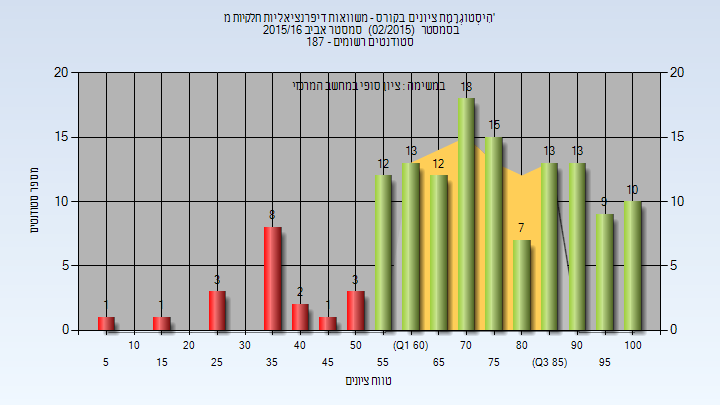 היסטוגרמת ציונים בקורס - משוואות דיפרנציאליות חלקיות מ'
בסמסטר (02/2015) סמסטר אביב 2015/16
סטודנטים רשומים - 187
במשימה : ציון סופי במחשב המרכזי
20 20
15 15
10 10
5 5
0 0
1 1 3 8 2 1 3 12 13 12 18 15 7 13 13 9 10
מספר סטודנטים
10 20 30 40 50 (Q1 60) 70 80 90 100
5 15 25 35 45 55 65 75 (Q3 85) 95
טווח ציונים